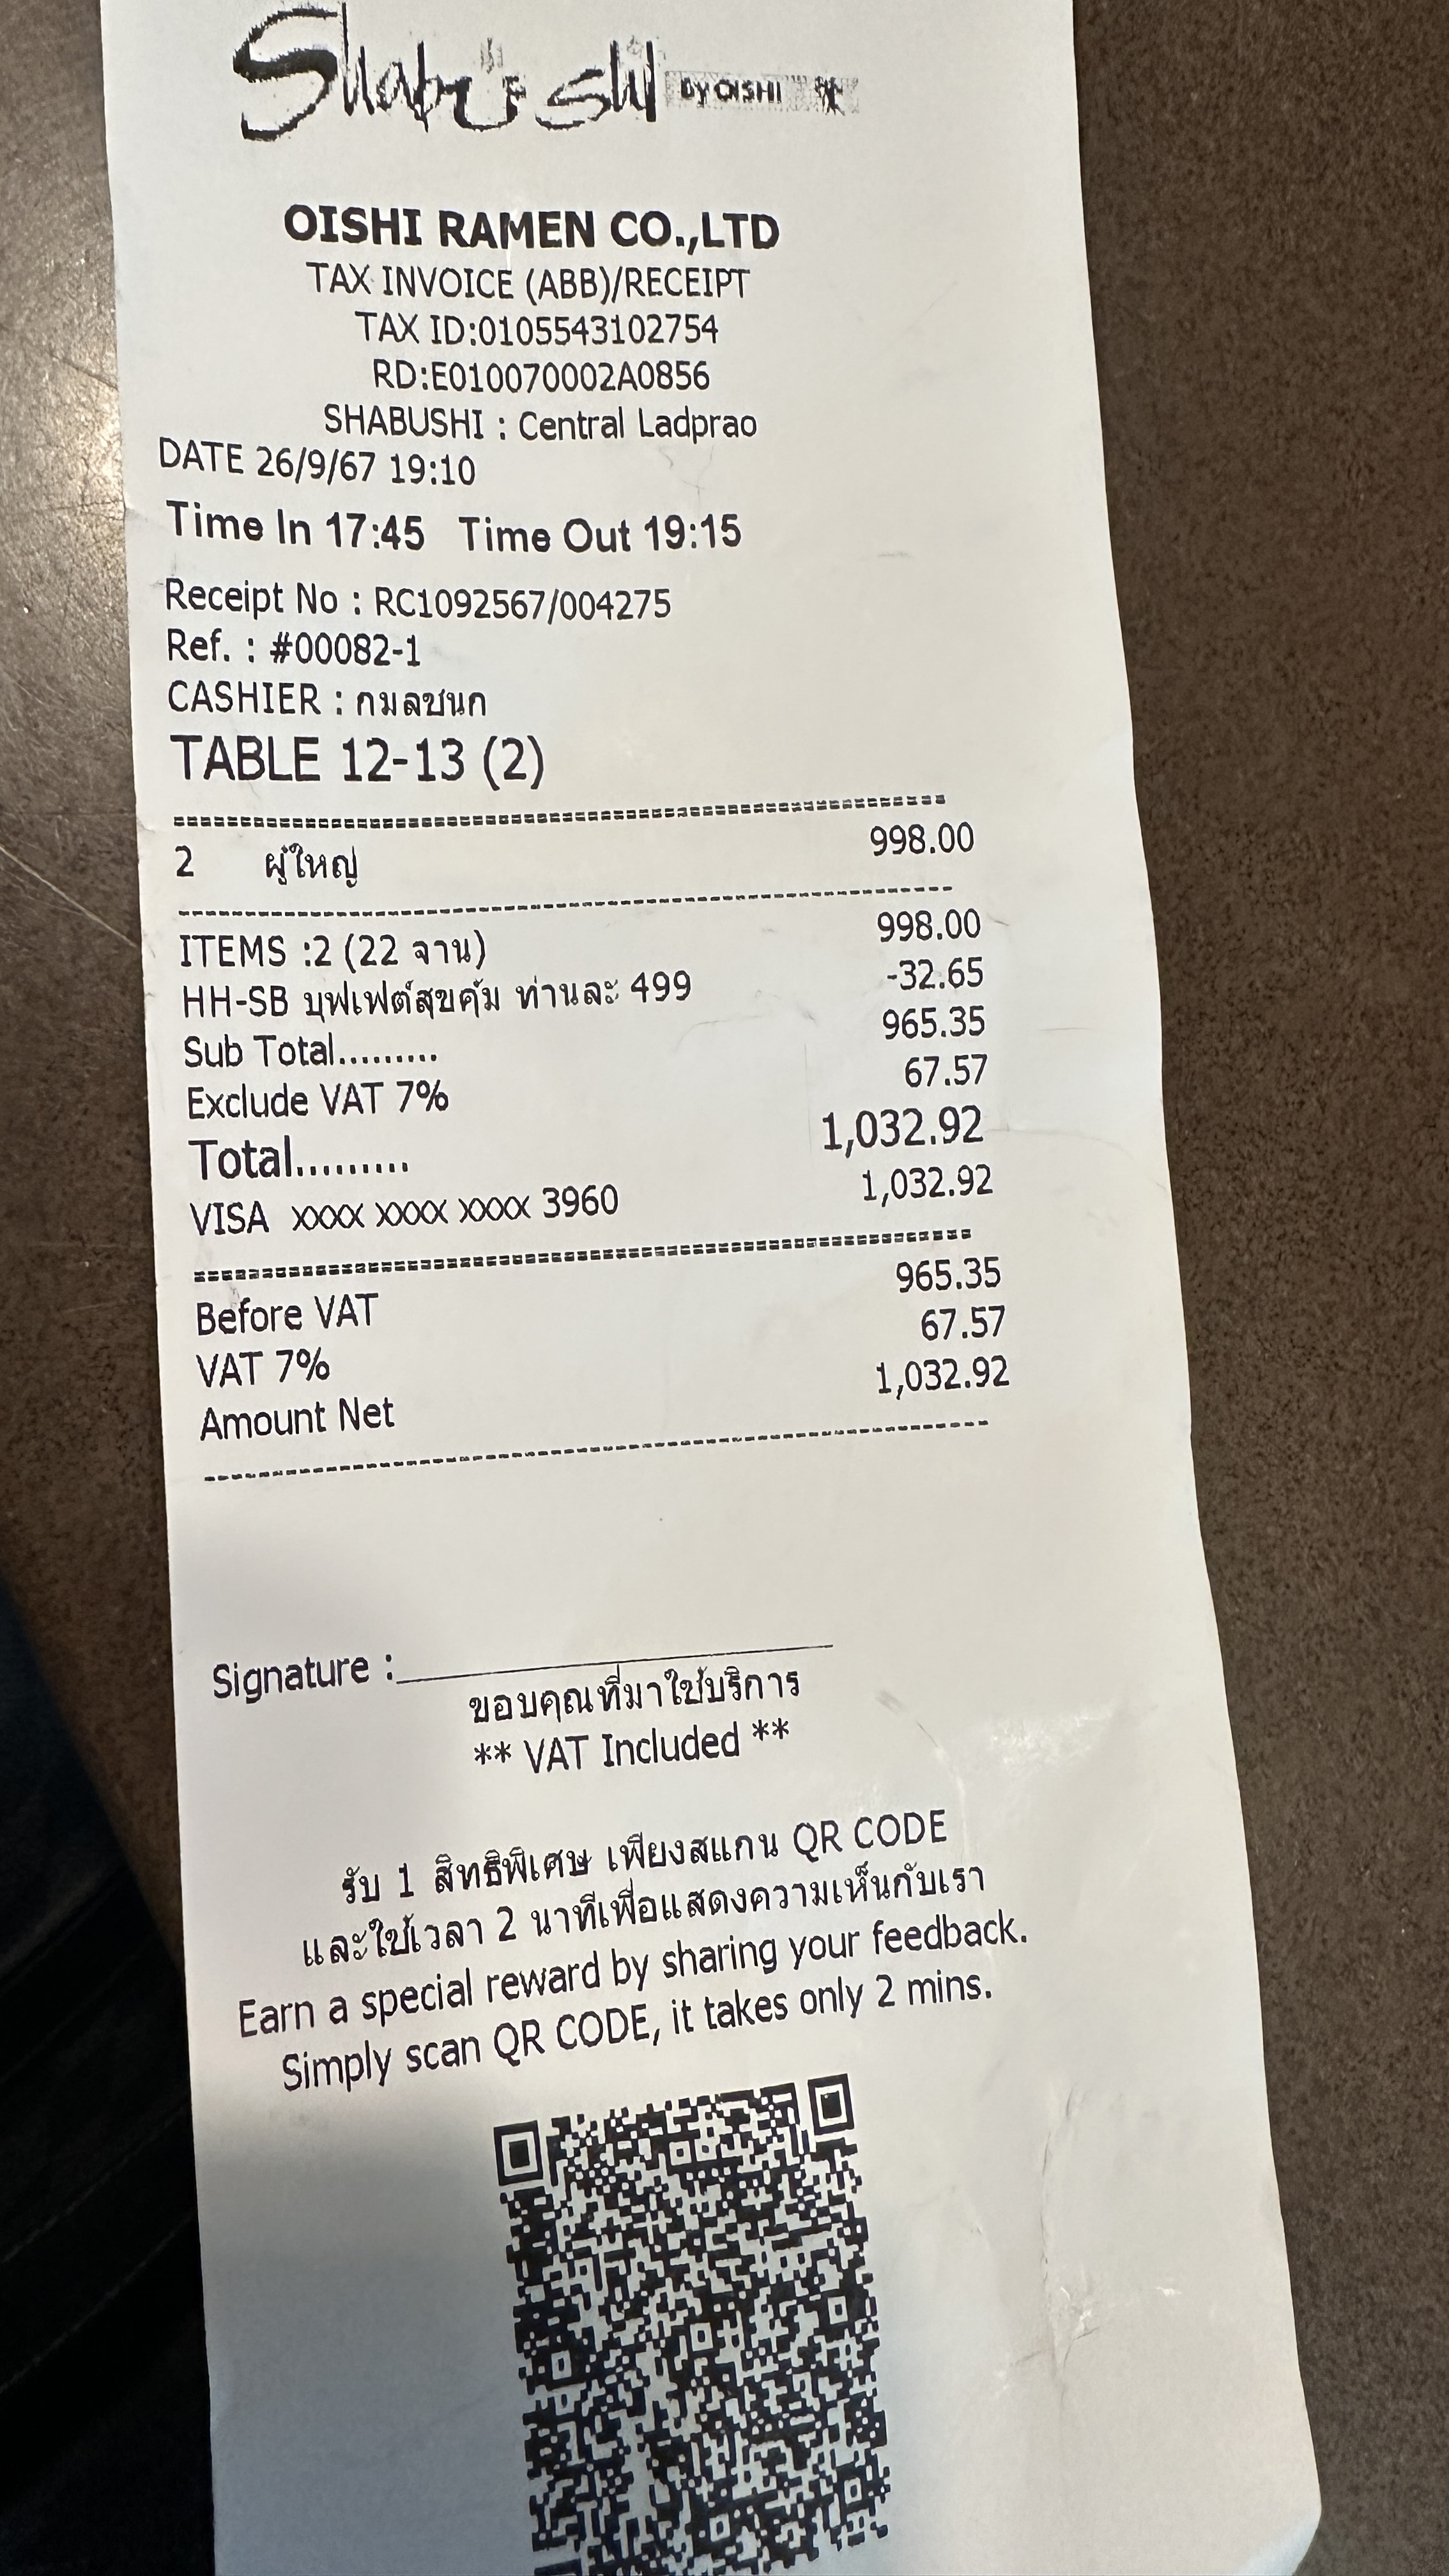 Shabushi BY OISHI
OISHI RAMEN CO.,LTD
TAX INVOICE (ABB)/RECEIPT
TAX ID:0105543102754
RD:E010070002A0856
SHABUSHI : Central Ladprao
DATE 26/9/67 19:10
Time In 17:45 Time Out 19:15
Receipt No : RC1092567/004275
Ref. : #00082-1
CASHIER : กมลชนก
TABLE 12-13 (2)
2 ผู้ใหญ่ 998.00
ITEMS :2 (22 จาน) 998.00
HH-SB บุฟเฟต์สุขคุ้ม ท่านละ 499 -32.65
Sub Total......... 965.35
Exclude VAT 7% 67.57
Total......... 1,032.92
VISA xxxx xxxx xxxx 3960 1,032.92
Before VAT 965.35
VAT 7% 67.57
Amount Net 1,032.92
Signature :
ขอบคุณที่มาใช้บริการ
** VAT Included **
รับ 1 สิทธิพิเศษ เพียงสแกน QR CODE
และใช้เวลา 2 นาทีเพื่อแสดงความเห็นกับเรา
Earn a special reward by sharing your feedback.
Simply scan QR CODE, it takes only 2 mins.